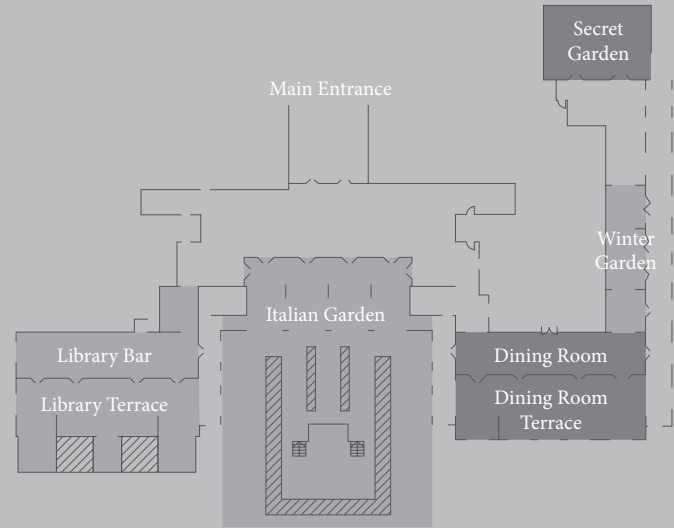 Secret
Garden
Main Entrance
Winter
Garden
Italian Garden
Library Bar
Dining Room
Library Terrace
Dining Room
Terrace